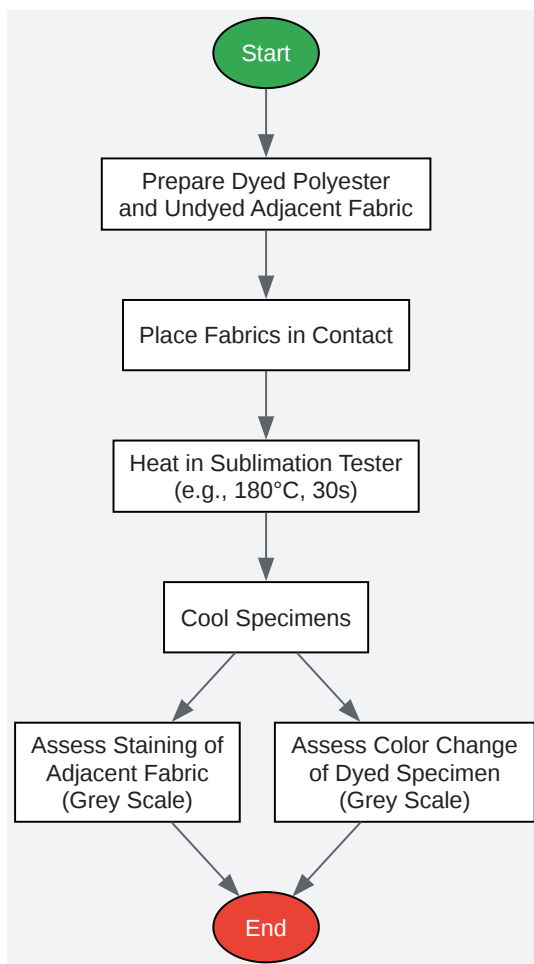 Start
Prepare Dyed Polyester
and Undyed Adjacent Fabric
Place Fabrics in Contact
Heat in Sublimation Tester
(e.g., 180°C, 30s)
Cool Specimens
Assess Staining of
Adjacent Fabric
(Grey Scale)
Assess Color Change
of Dyed Specimen
(Grey Scale)
End